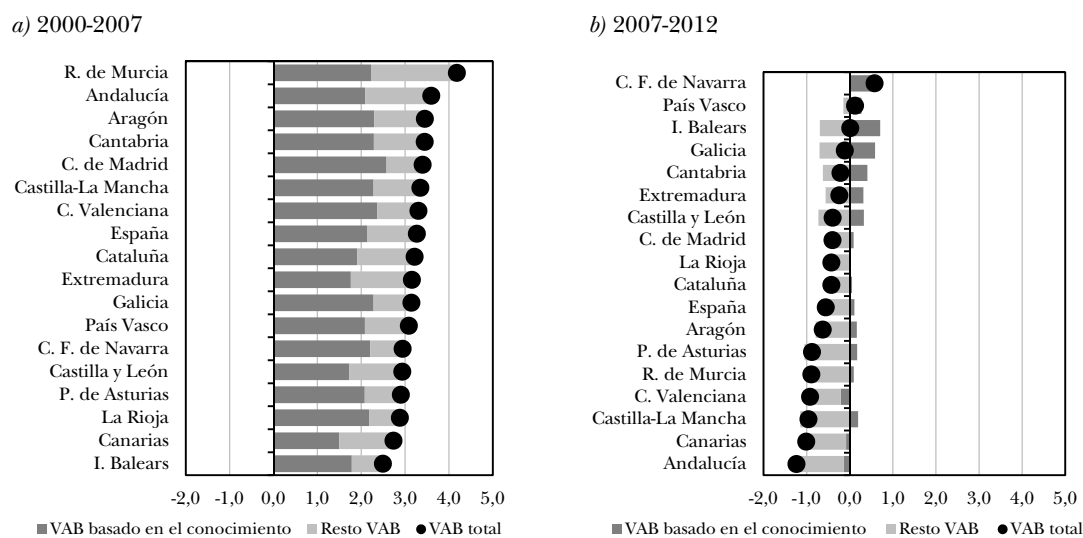 a) 2000-2007
R. de Murcia
Andalucía
Aragón
Cantabria
C. de Madrid
Castilla-La Mancha
C. Valenciana
España
Cataluña
Extremadura
Galicia
País Vasco
C. F. de Navarra
Castilla y León
P. de Asturias
La Rioja
Canarias
I. Balears
-2,0 -1,0 0,0 1,0 2,0 3,0 4,0 5,0
VAB basado en el conocimiento Resto VAB VAB total
b) 2007-2012
C. F. de Navarra
País Vasco
I. Balears
Galicia
Cantabria
Extremadura
Castilla y León
C. de Madrid
La Rioja
Cataluña
España
Aragón
P. de Asturias
R. de Murcia
C. Valenciana
Castilla-La Mancha
Canarias
Andalucía
-2,0 -1,0 0,0 1,0 2,0 3,0 4,0 5,0
VAB basado en el conocimiento Resto VAB VAB total